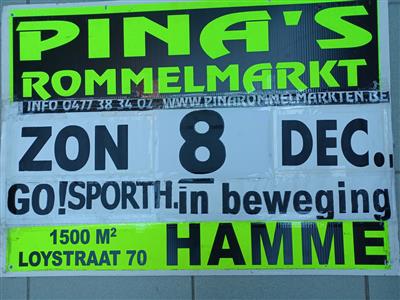 PINA'S
ROMMELMARKT
INFO 0477 38 34 07 WWW.PINAROMMELMARKTEN.BE
ZON 8 DEC..
GO!SPORTH. in beweging
1500 M² HAMME
LOYSTRAAT 70